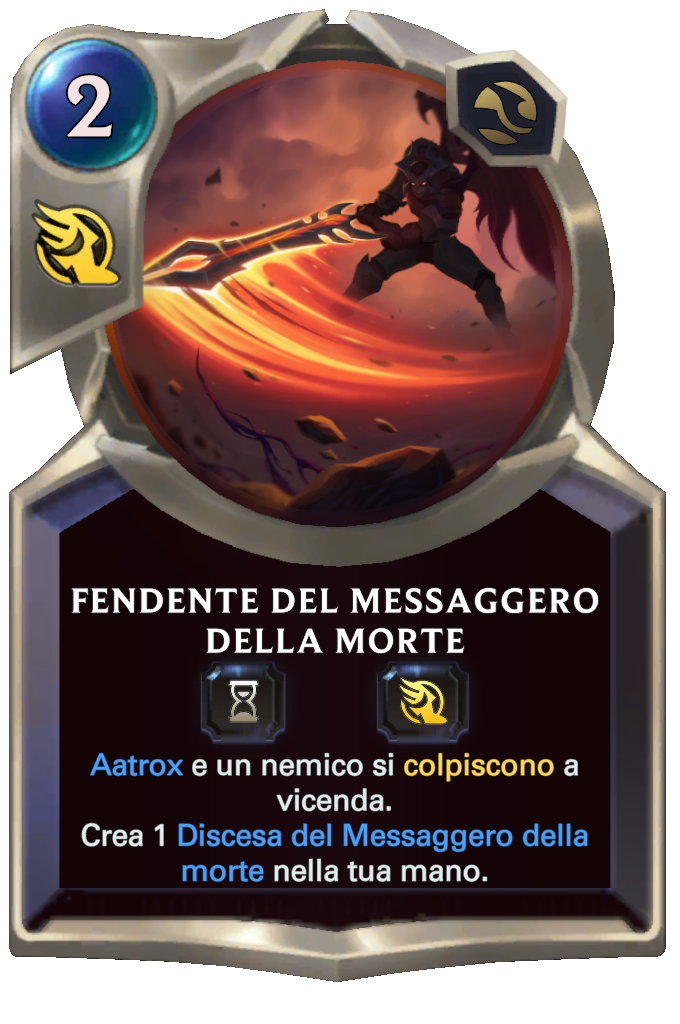 2
FENDENTE DEL MESSAGGERO
DELLA MORTE
Aatrox e un nemico si colpiscono a
vicenda.
Crea 1 Discesa del Messaggero della
morte nella tua mano.